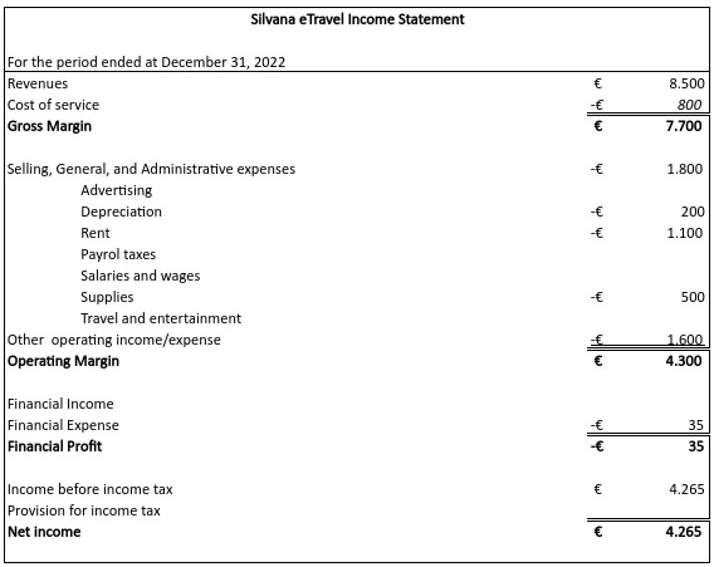 Silvana eTravel Income Statement
For the period ended at December 31, 2022
Revenues € 8.500
Cost of service -€ 800
Gross Margin € 7.700
Selling, General, and Administrative expenses -€ 1.800
Advertising
Depreciation -€ 200
Rent -€ 1.100
Payrol taxes
Salaries and wages
Supplies -€ 500
Travel and entertainment
Other operating income/expense -€ 1.600
Operating Margin € 4.300
Financial Income
Financial Expense -€ 35
Financial Profit -€ 35
Income before income tax € 4.265
Provision for income tax
Net income € 4.265